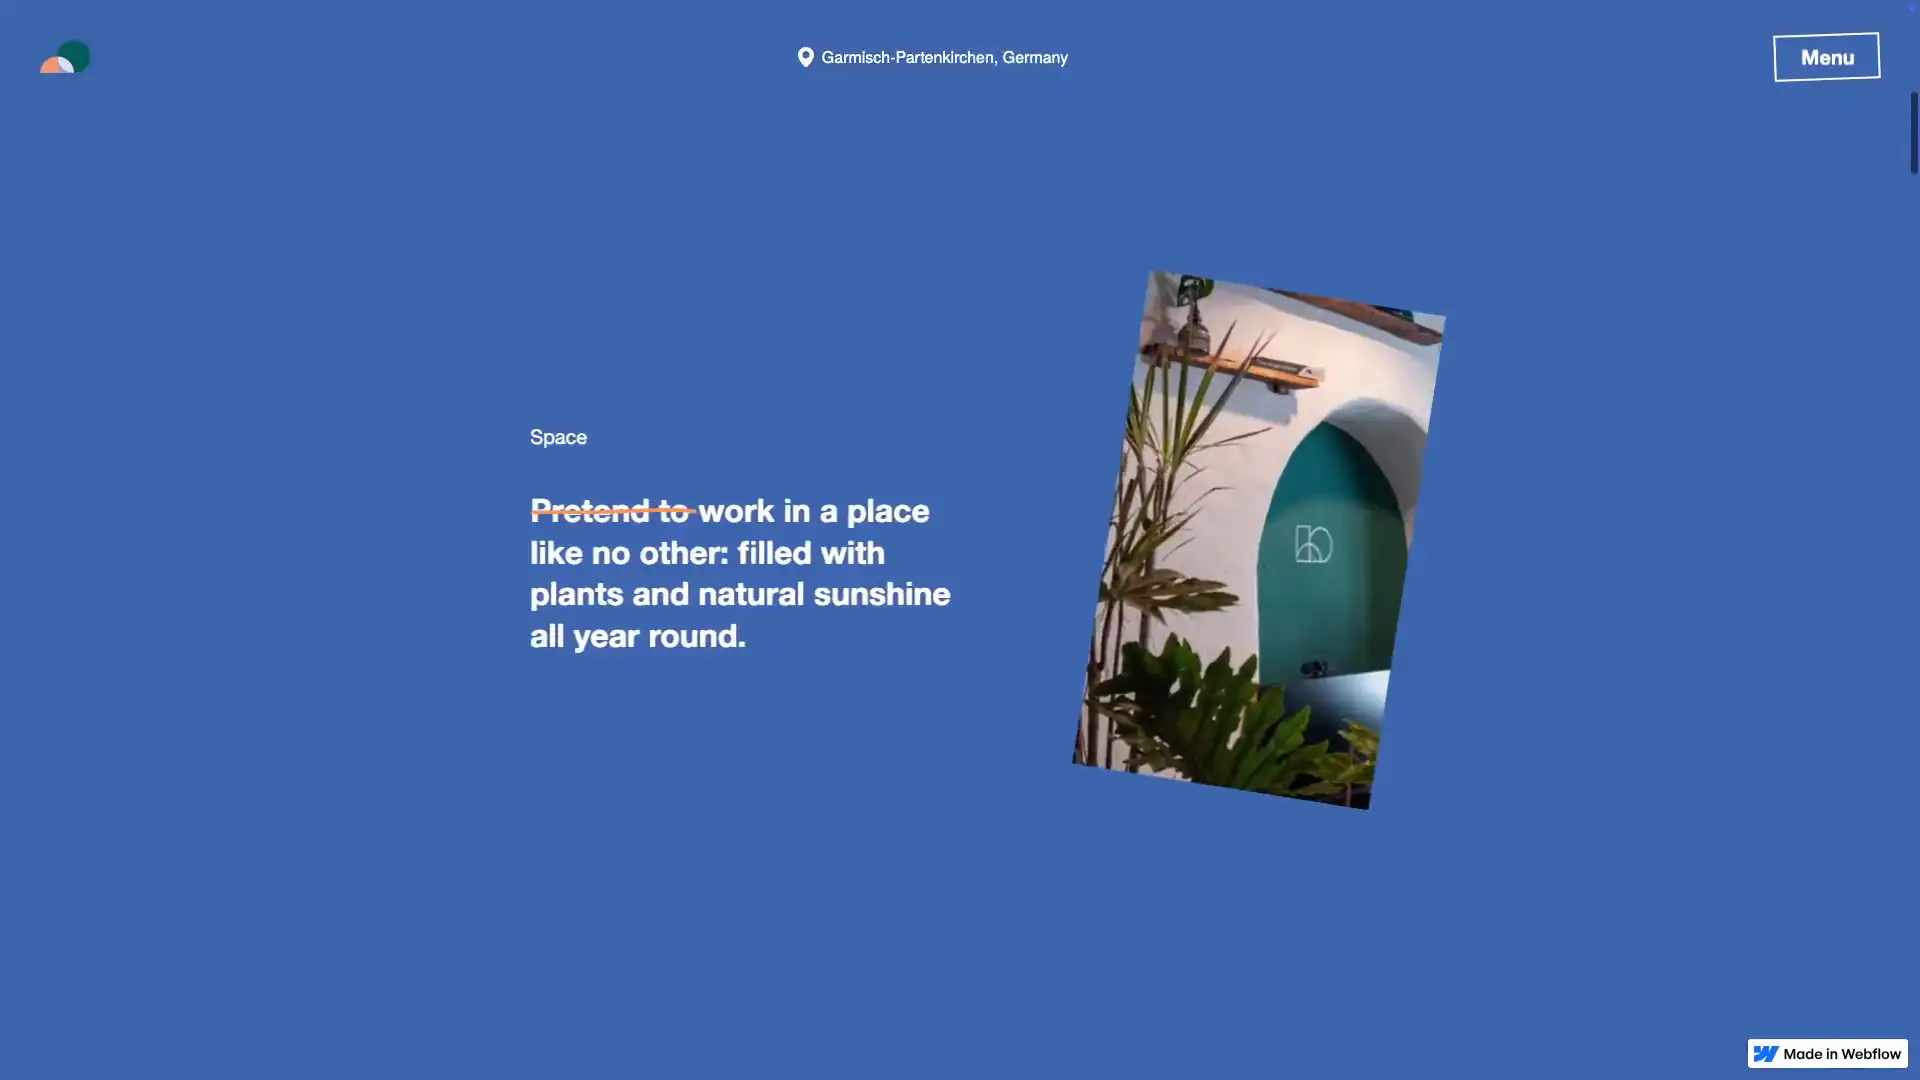 Garmisch-Partenkirchen, Germany
Menu
Space
Pretend to work in a place
like no other: filled with
plants and natural sunshine
all year round.
Made in Webflow